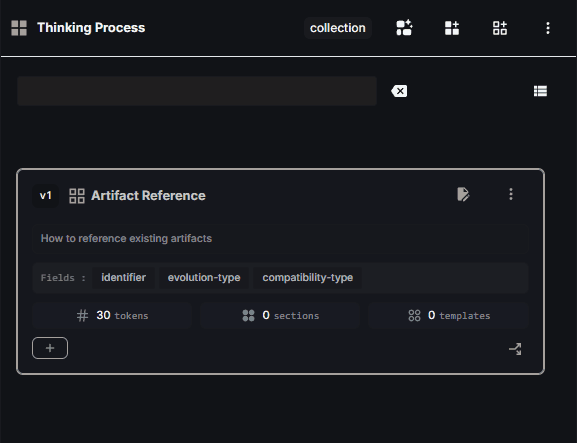 Thinking Process collection
v1 Artifact Reference
How to reference existing artifacts
Fields : identifier evolution-type compatibility-type
# 30 tokens 0 sections 0 templates
+